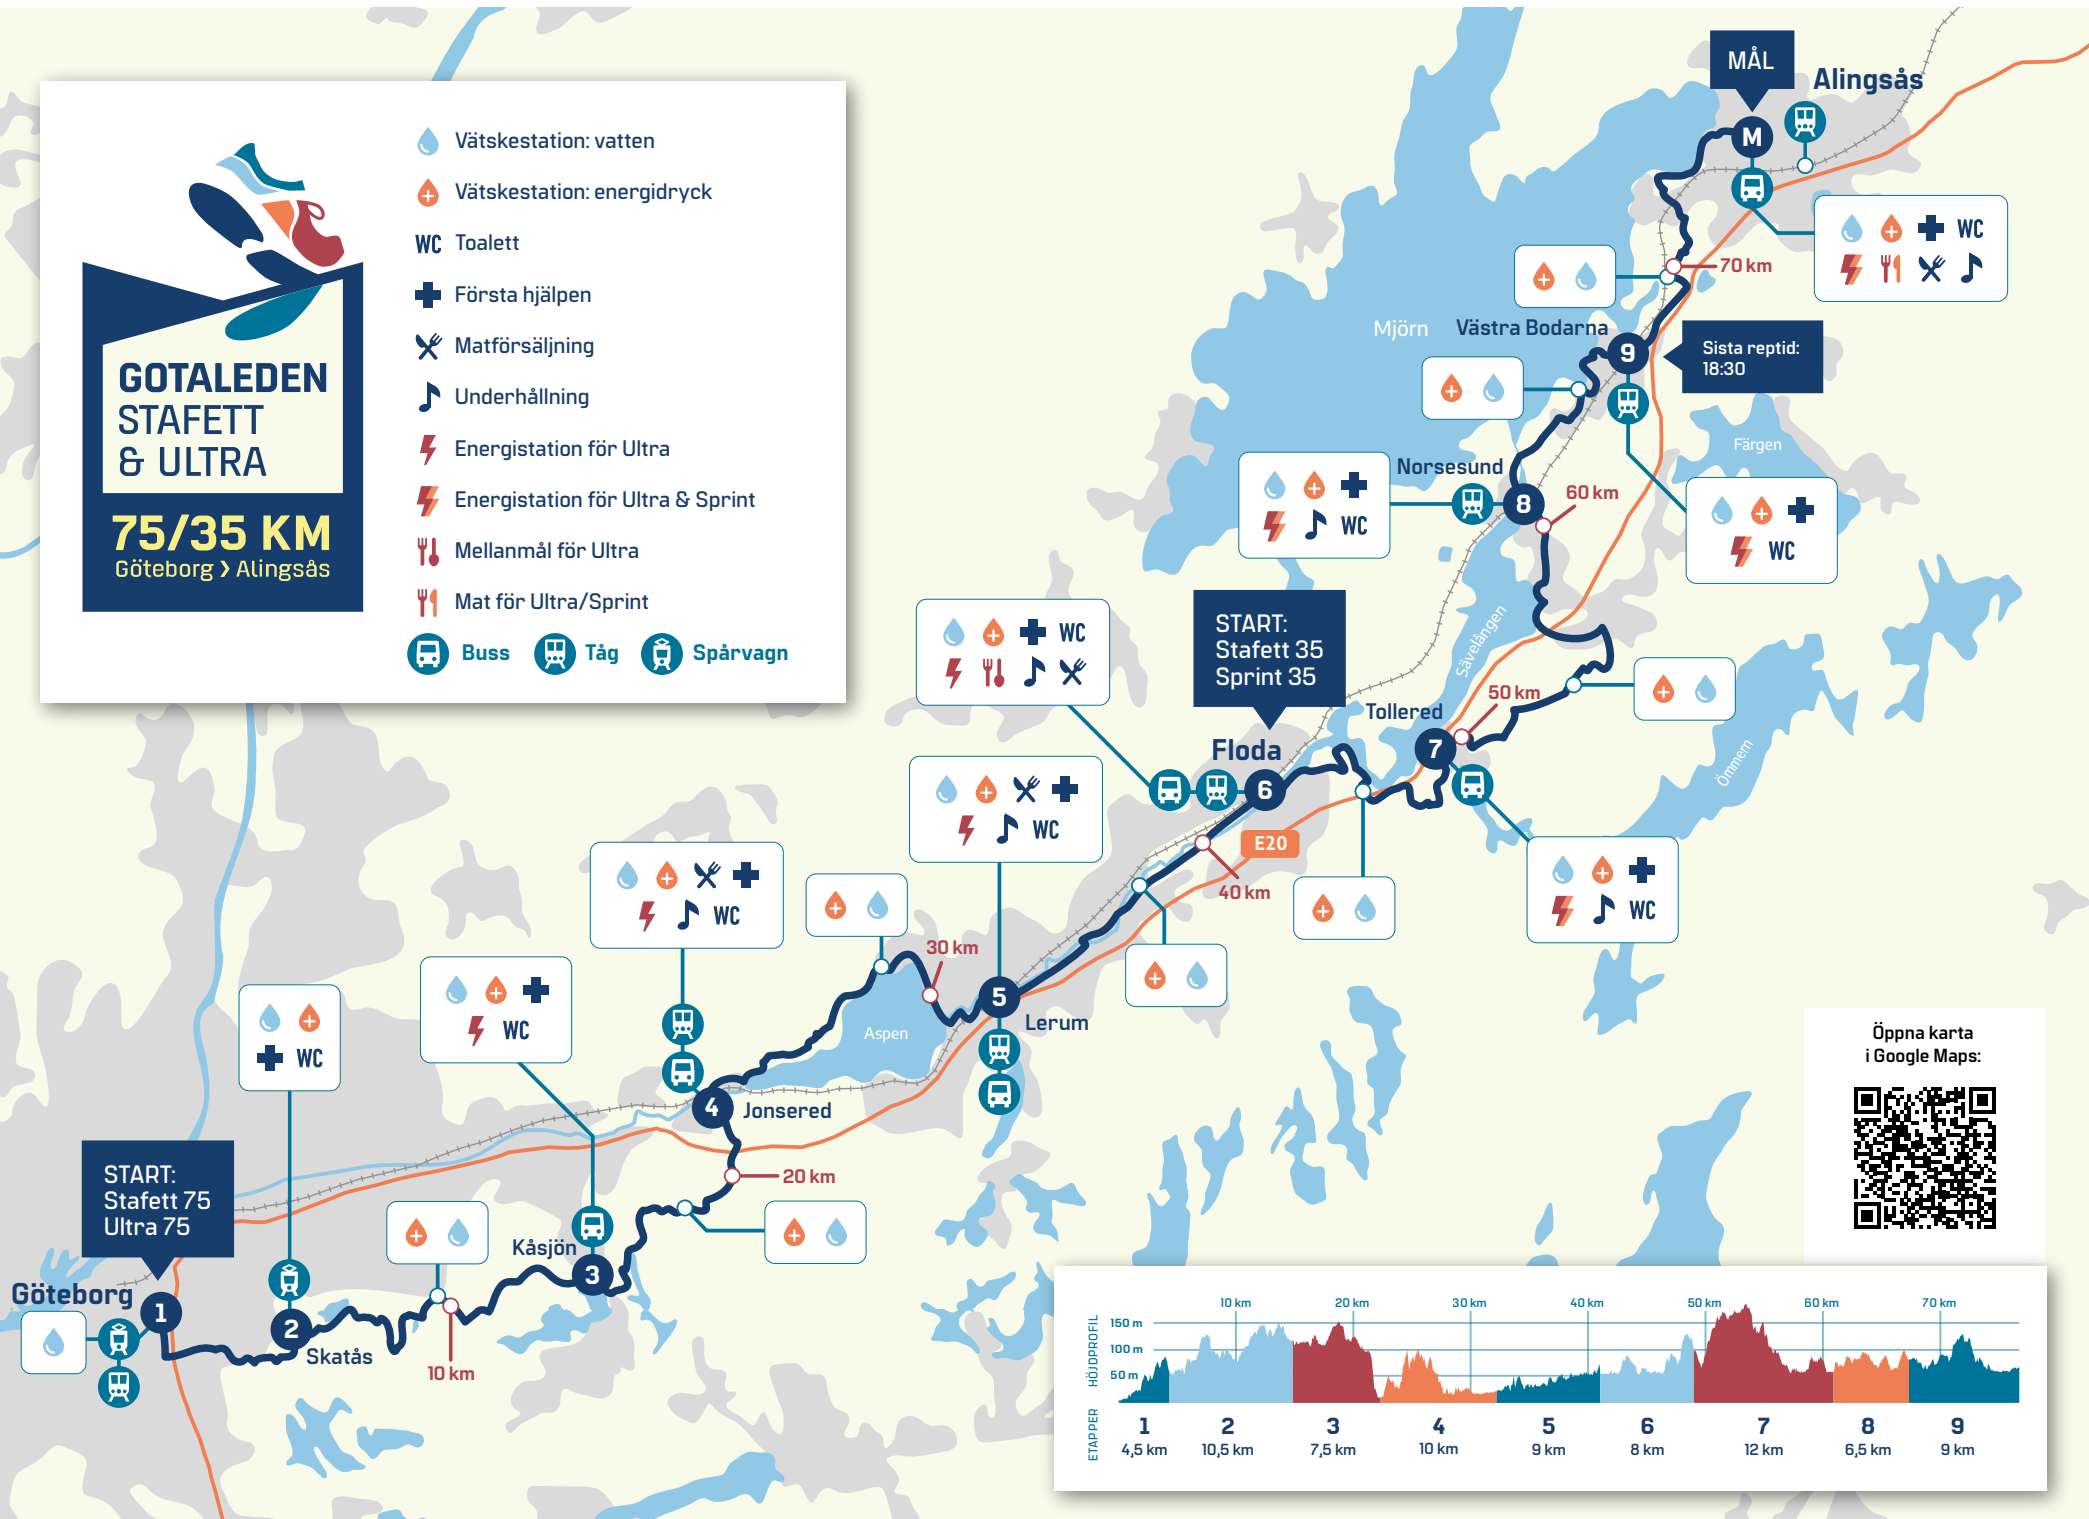 GOTALEDEN
STAFETT
& ULTRA
75/35 KM
Göteborg › Alingsås
Vätskestation: vatten
Vätskestation: energidryck
WC Toalett
Första hjälpen
Matförsäljning
Underhållning
Energistation för Ultra
Energistation för Ultra & Sprint
Mellanmål för Ultra
Mat för Ultra/Sprint
Buss
Tåg
Spårvagn
MÅL
Alingsås
M
WC
70 km
Mjörn
Västra Bodarna
9
Sista reptid:
18:30
Färgen
Norsesund
8
60 km
WC
WC
START:
Stafett 35
Sprint 35
Sävelången
WC
50 km
Tollered
7
Floda
6
Ömmern
E20
40 km
WC
WC
WC
30 km
5
Lerum
Aspen
WC
WC
4
Jonsered
20 km
START:
Stafett 75
Ultra 75
Kåsjön
3
Göteborg
1
2
Skatås
10 km
Öppna karta
i Google Maps:
HÖJDPROFIL
10 km
20 km
30 km
40 km
50 km
60 km
70 km
150 m
100 m
50 m
ETAPPER
1 2 3 4 5 6 7 8 9
4,5 km 10,5 km 7,5 km 10 km 9 km 8 km 12 km 6,5 km 9 km